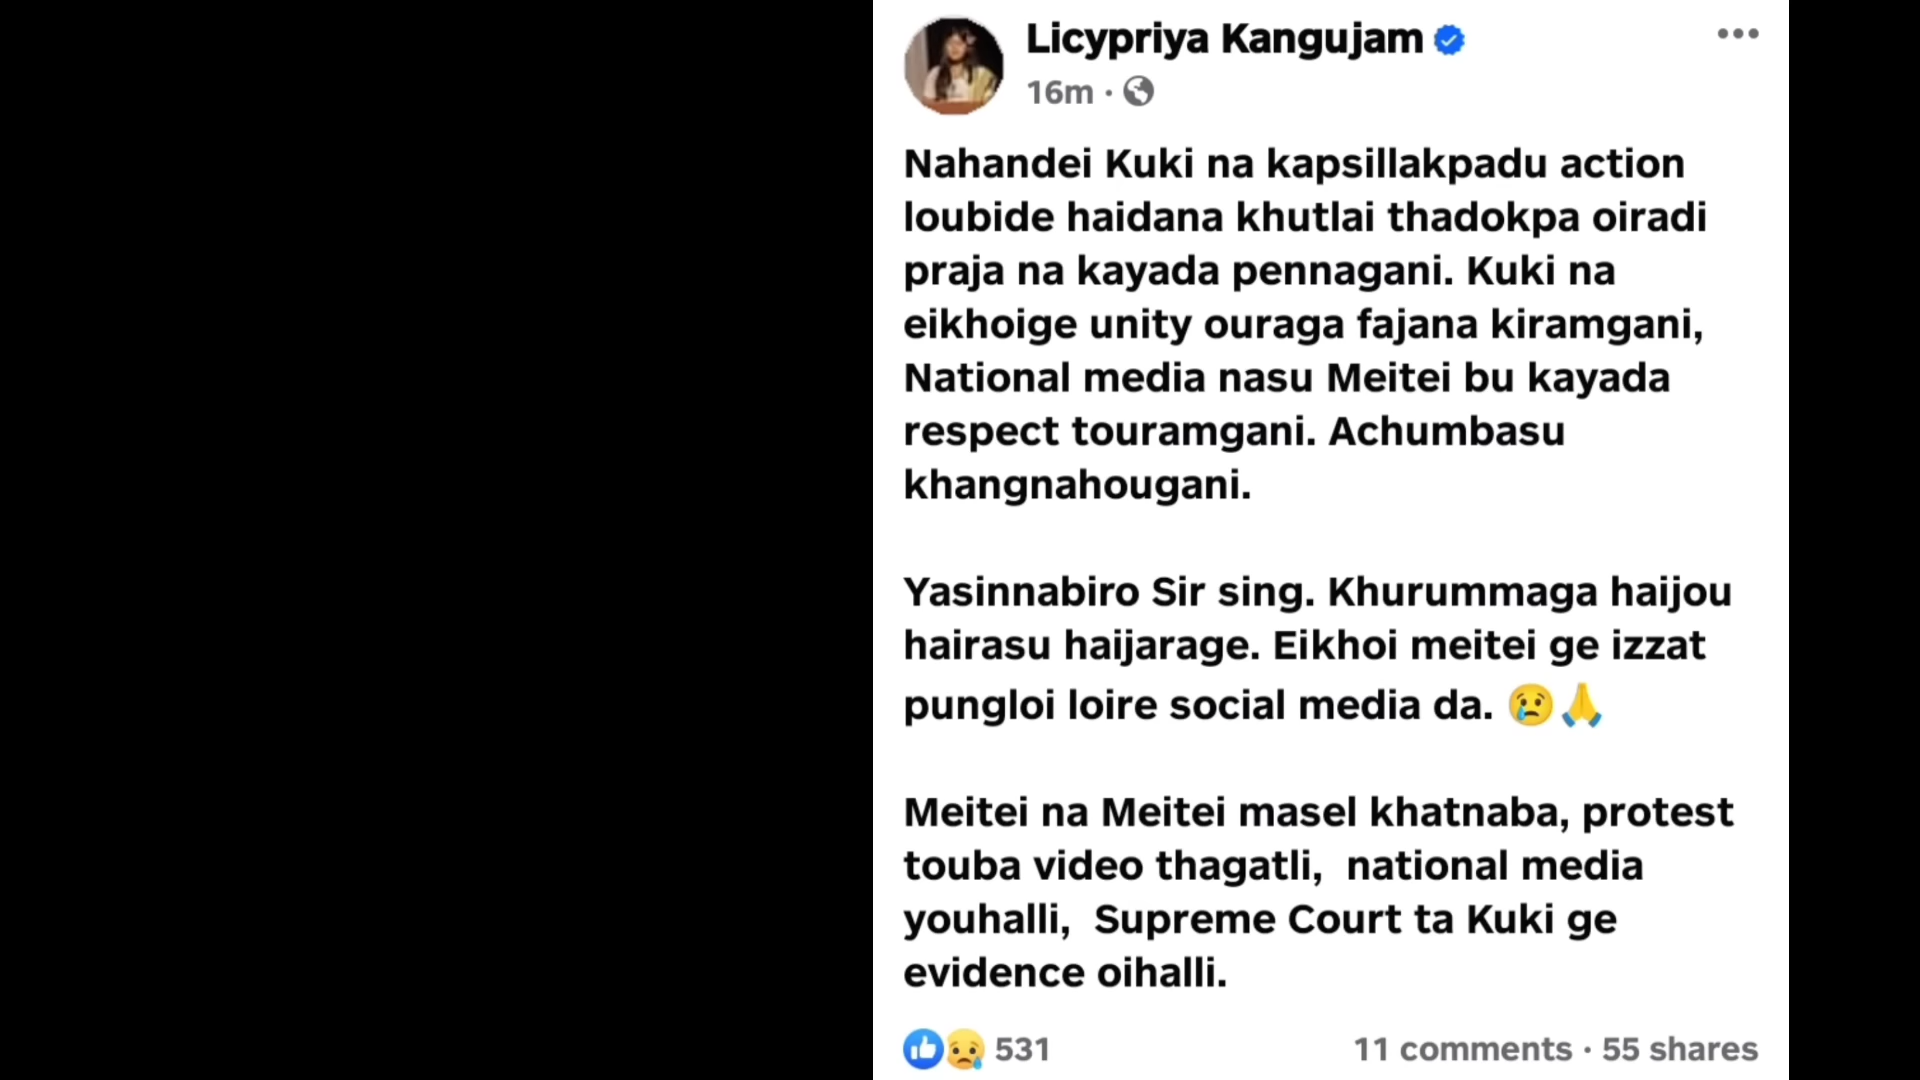 Licypriya Kangujam
16m ·
Nahandei Kuki na kapsillakpadu action
loubide haidana khutlai thadokpa oiradi
praja na kayada pennagani. Kuki na
eikhoige unity ouraga fajana kiramgani,
National media nasu Meitei bu kayada
respect touramgani. Achumbasu
khangnahougani.
Yasinnabiro Sir sing. Khurummaga haijou
hairasu haijarage. Eikhoi meitei ge izzat
pungloi loire social media da. 😢🙏
Meitei na Meitei masel khatnaba, protest
touba video thagatli, national media
youhalli, Supreme Court ta Kuki ge
evidence oihalli.
531
11 comments · 55 shares